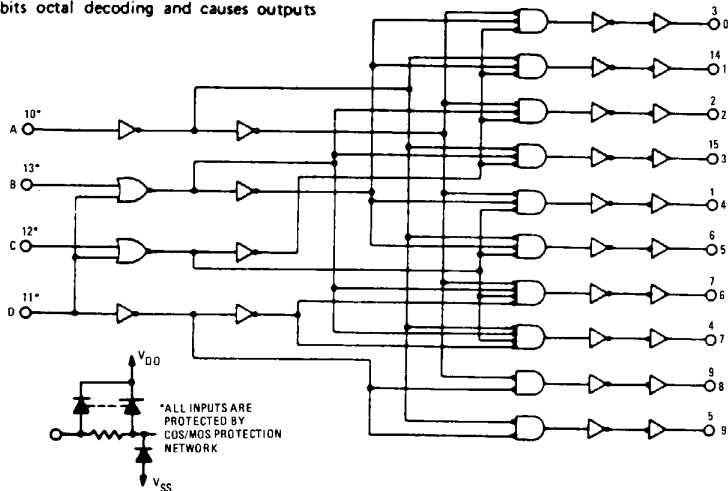 bits octal decoding and causes outputs
3
0
14
1
2
2
15
3
1
4
6
5
7
6
4
7
9
8
5
9
10*
A
13*
B
12*
C
11*
D
VDD
*ALL INPUTS ARE
PROTECTED BY
COS/MOS PROTECTION
NETWORK
VSS